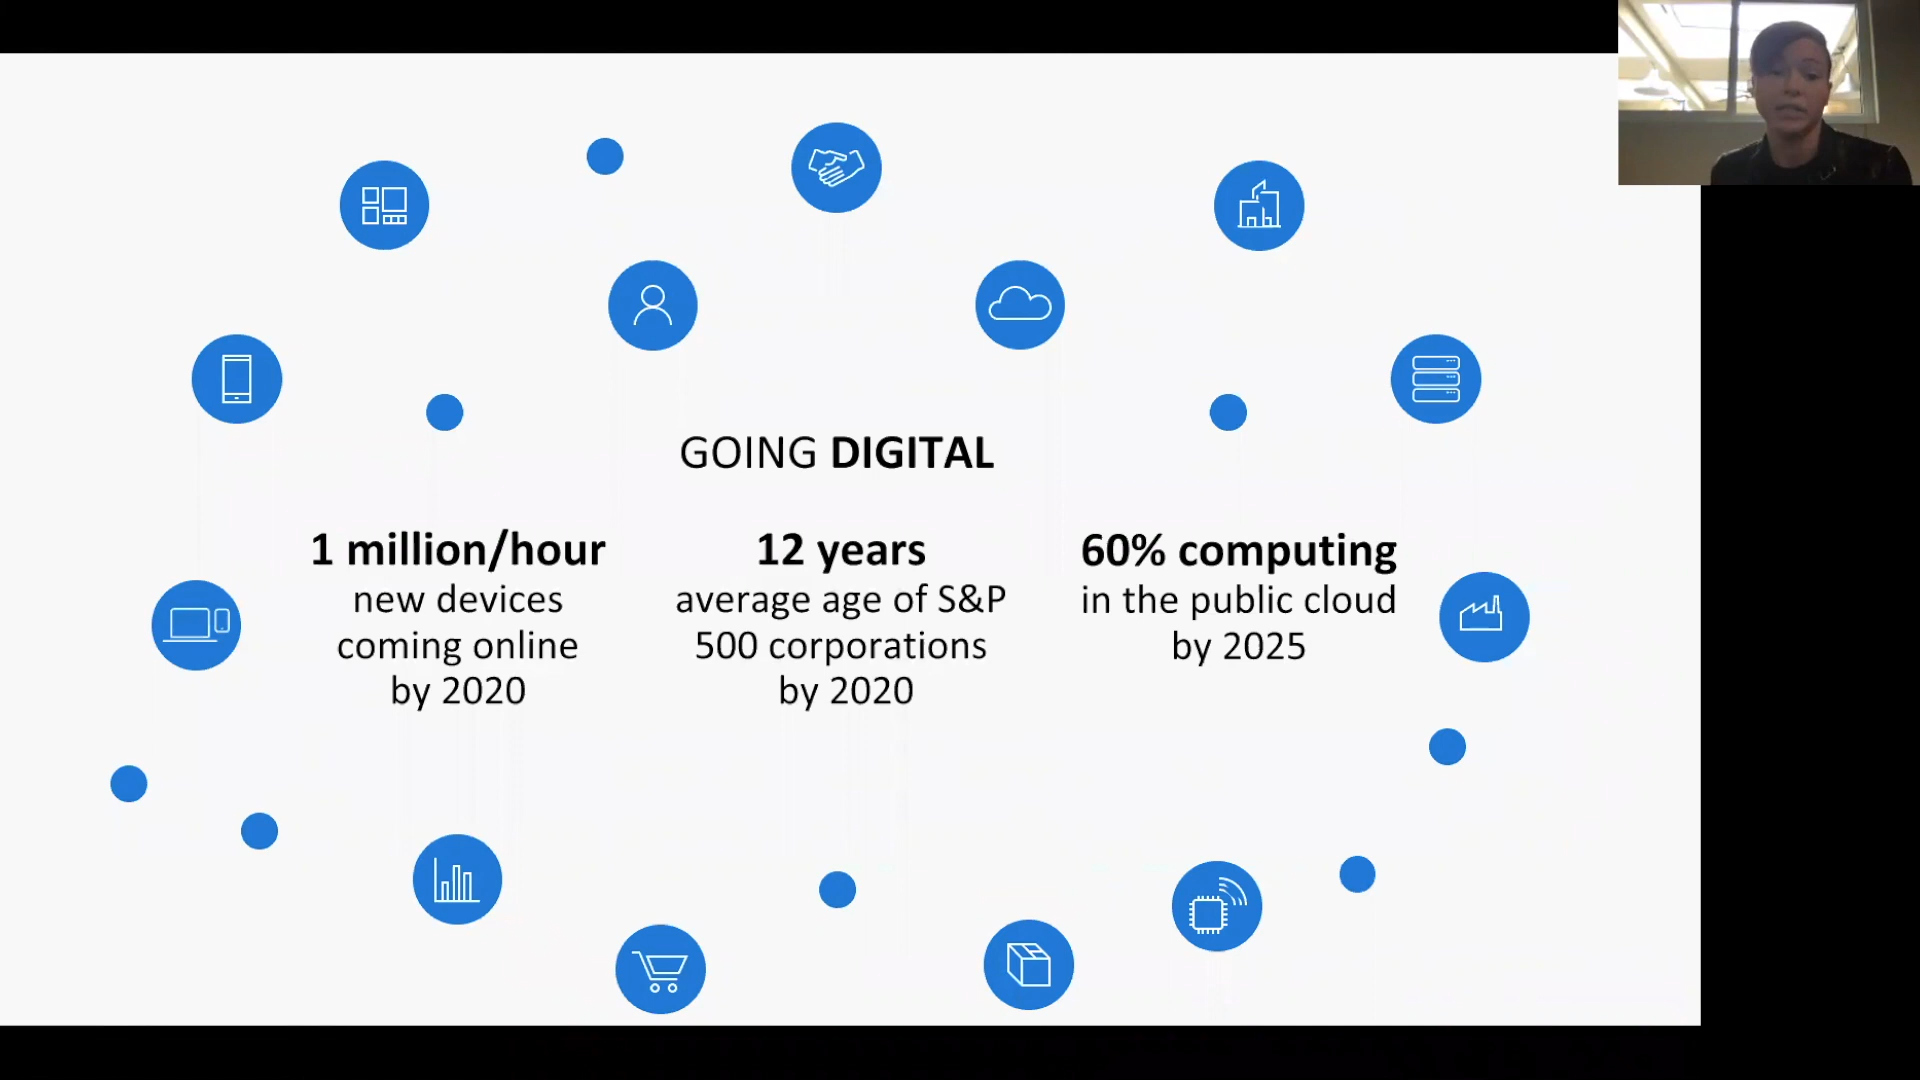 GOING DIGITAL
1 million/hour
new devices
coming online
by 2020
12 years
average age of S&P
500 corporations
by 2020
60% computing
in the public cloud
by 2025